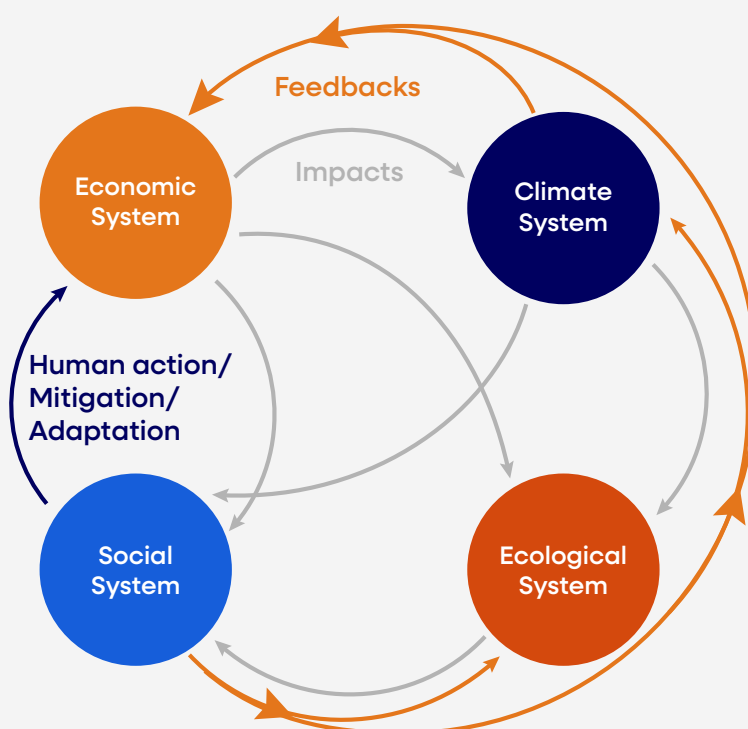 Feedbacks
Impacts
Economic
System
Climate
System
Human action/
Mitigation/
Adaptation
Social
System
Ecological
System